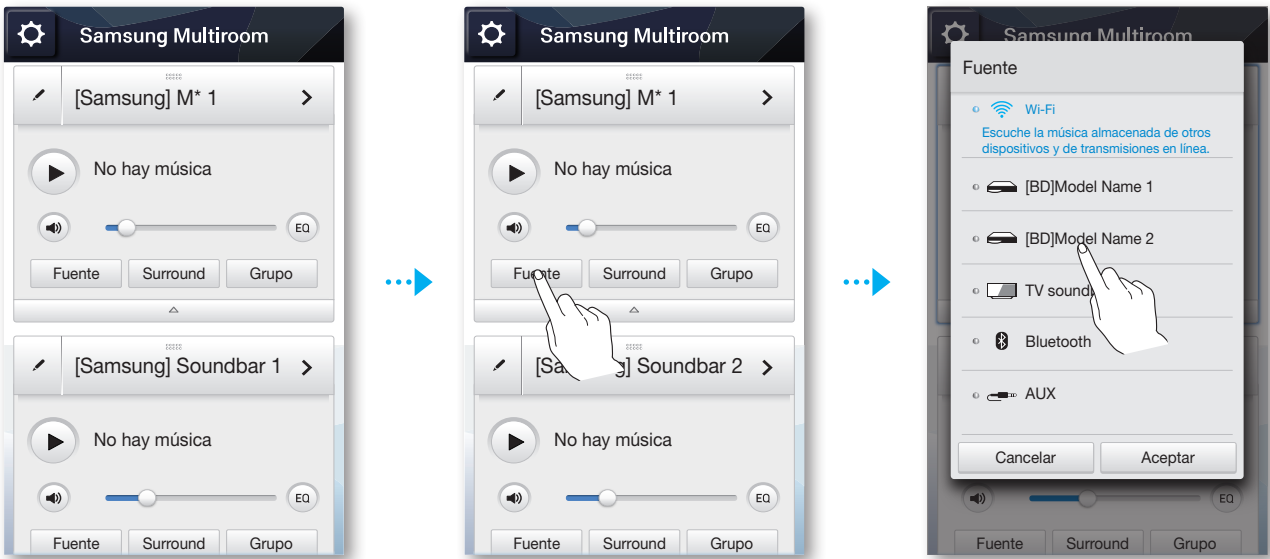 Samsung Multiroom
[Samsung] M* 1
No hay música
EQ
Fuente Surround Grupo
[Samsung] Soundbar 1
No hay música
EQ
Fuente Surround Grupo
Samsung Multiroom
[Samsung] M* 1
No hay música
EQ
Fuente Surround Grupo
[Samsung] Soundbar 2
No hay música
EQ
Fuente Surround Grupo
Samsung Multiroom
Fuente
Wi-Fi
Escuche la música almacenada de otros
dispositivos y de transmisiones en línea.
[BD]Model Name 1
[BD]Model Name 2
TV sound
Bluetooth
AUX
Cancelar Aceptar
EQ
Fuente Surround Grupo